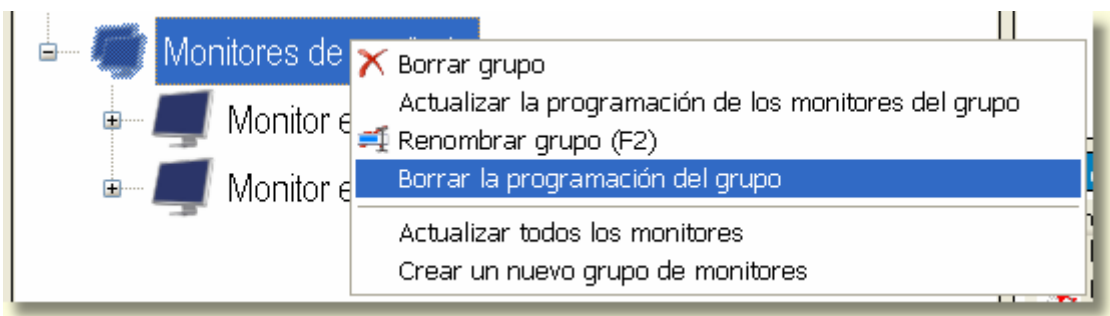 Monitores de
Borrar grupo
Actualizar la programación de los monitores del grupo
Monitor e
Renombrar grupo (F2)
Borrar la programación del grupo
Monitor e
Actualizar todos los monitores
Crear un nuevo grupo de monitores